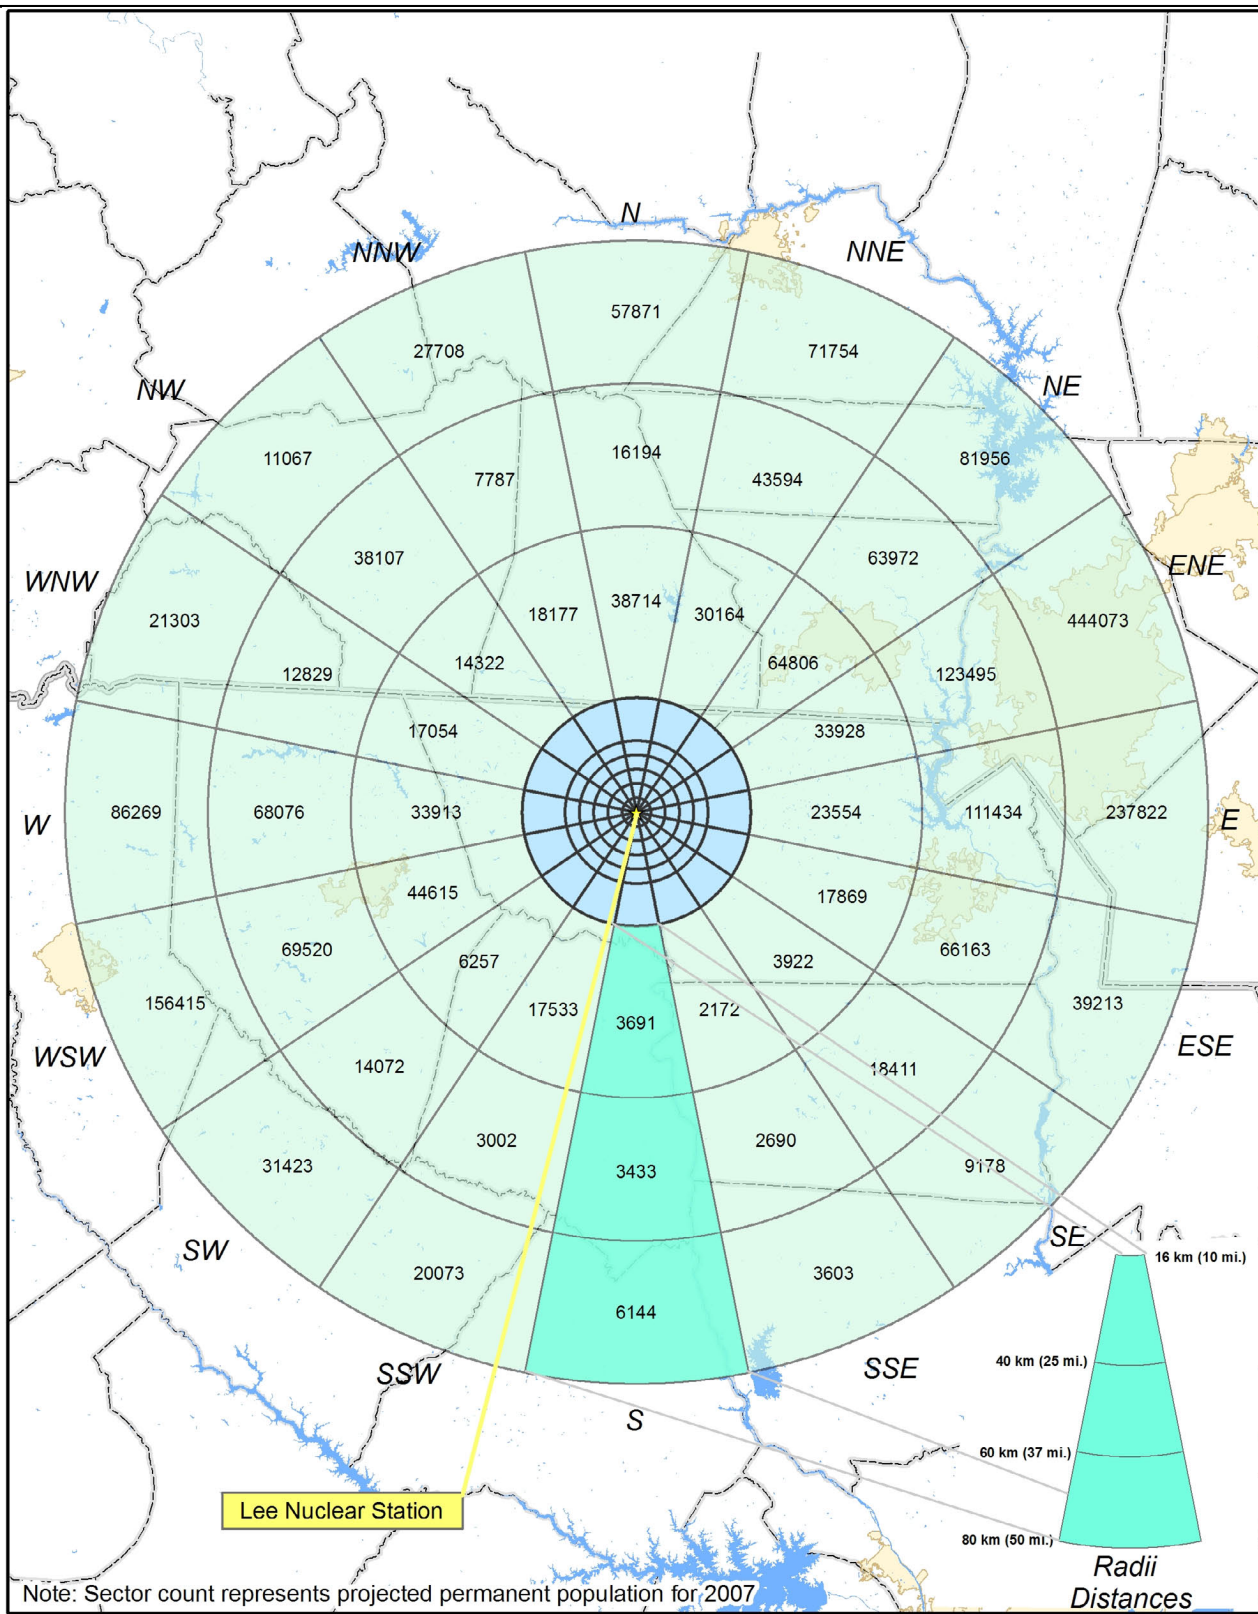 N
NNW
NNE
57871
27708
71754
NW
NE
11067
81956
16194
7787
43594
38107
63972
WNW
ENE
21303
444073
38714
18177
30164
14322
64806
12829
123495
17054
33928
W
86269
68076
33913
23554
111434
237822
E
44615
17869
69520
6257
3922
66163
156415
39213
17533
3691
2172
WSW
ESE
14072
18411
3002
2690
31423
3433
9178
SW
SE
16 km (10 mi.)
20073
3603
6144
40 km (25 mi.)
SSW
SSE
S
60 km (37 mi.)
Lee Nuclear Station
80 km (50 mi.)
Radii
Distances
Note: Sector count represents projected permanent population for 2007